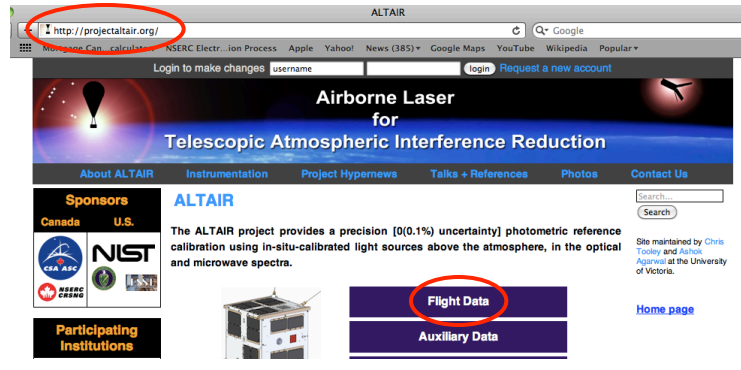 ALTAIR
http://projectaltair.org/
Google
Mortgage Can...calculators NSERC Electr...ion Process Apple Yahoo! News (385) Google Maps YouTube Wikipedia Popular
Login to make changes username login Request a new account
Airborne Laser
for
Telescopic Atmospheric Interference Reduction
About ALTAIR Instrumentation Project Hypernews Talks + References Photos Contact Us
Sponsors
Canada U.S.
CSA ASC
NIST
NSERC
CRSNG
Participating
Institutions
ALTAIR
The ALTAIR project provides a precision [0(0.1%) uncertainty] photometric reference
calibration using in-situ-calibrated light sources above the atmosphere, in the optical
and microwave spectra.
Flight Data
Auxiliary Data
Search...
Search
Site maintained by Chris
Tooley and Ashok
Agarwal at the University
of Victoria.
Home page